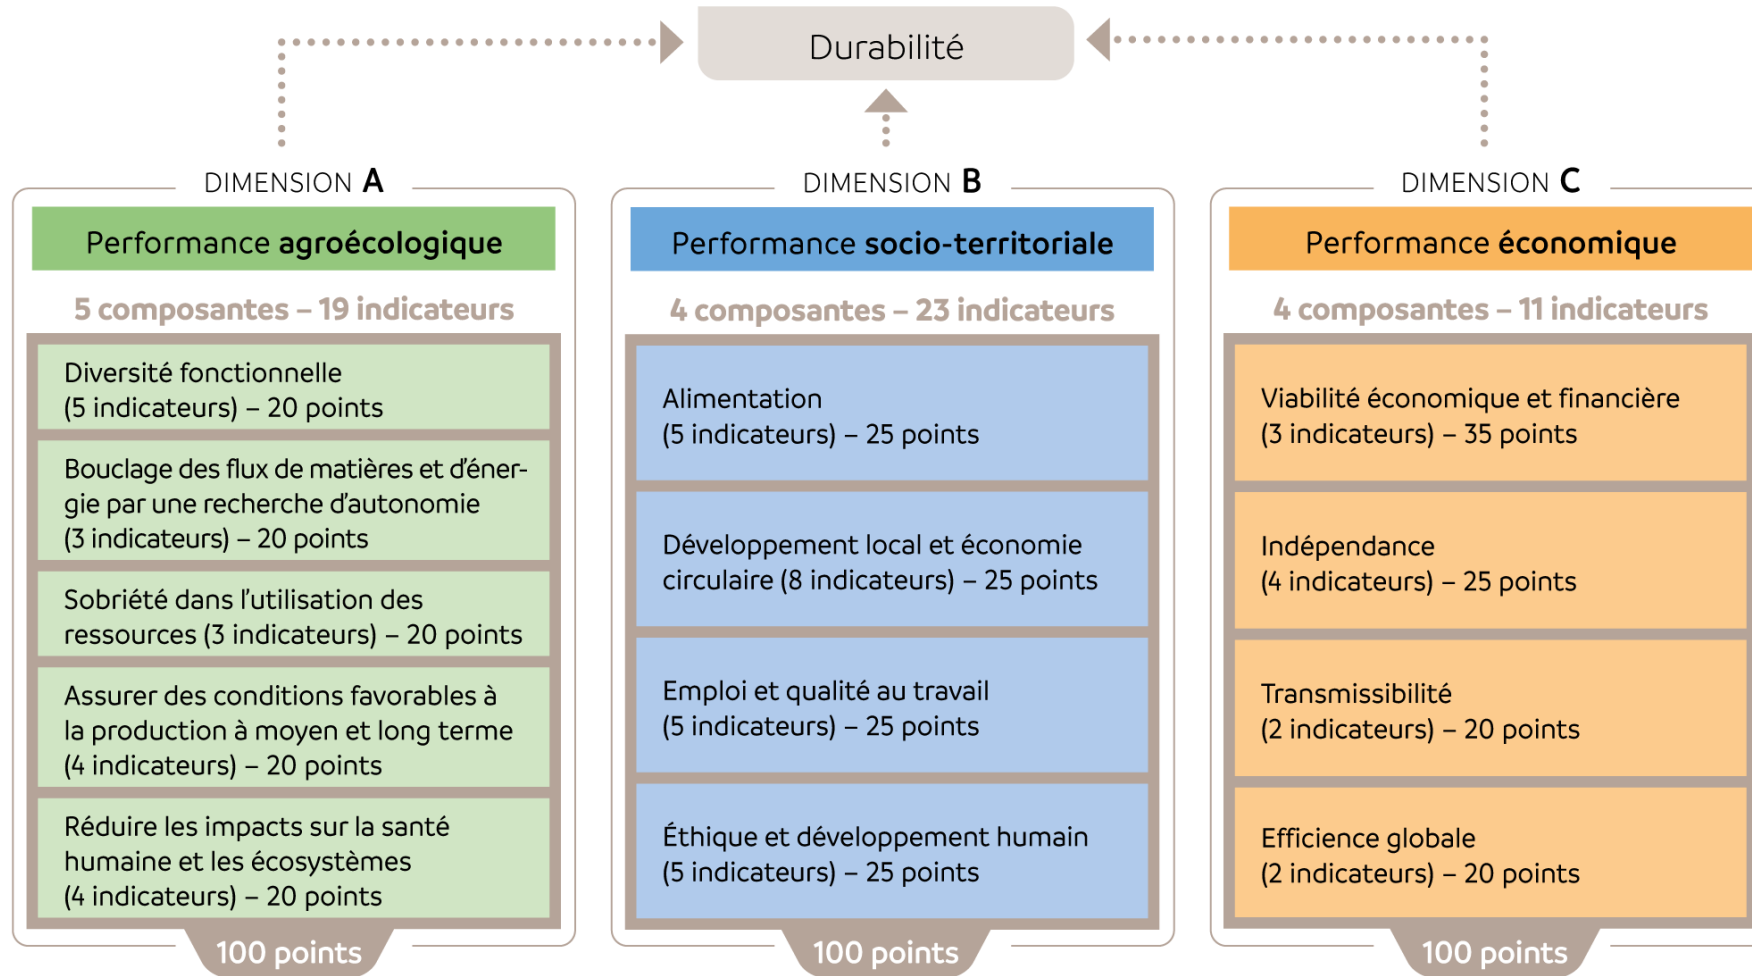 Durabilité
DIMENSION A
Performance agroécologique
5 composantes – 19 indicateurs
Diversité fonctionnelle
(5 indicateurs) – 20 points
Bouclage des flux de matières et d'éner-
gie par une recherche d'autonomie
(3 indicateurs) – 20 points
Sobriété dans l'utilisation des
ressources (3 indicateurs) – 20 points
Assurer des conditions favorables à
la production à moyen et long terme
(4 indicateurs) – 20 points
Réduire les impacts sur la santé
humaine et les écosystèmes
(4 indicateurs) – 20 points
100 points
DIMENSION B
Performance socio-territoriale
4 composantes – 23 indicateurs
Alimentation
(5 indicateurs) – 25 points
Développement local et économie
circulaire (8 indicateurs) – 25 points
Emploi et qualité au travail
(5 indicateurs) – 25 points
Éthique et développement humain
(5 indicateurs) – 25 points
100 points
DIMENSION C
Performance économique
4 composantes – 11 indicateurs
Viabilité économique et financière
(3 indicateurs) – 35 points
Indépendance
(4 indicateurs) – 25 points
Transmissibilité
(2 indicateurs) – 20 points
Efficience globale
(2 indicateurs) – 20 points
100 points